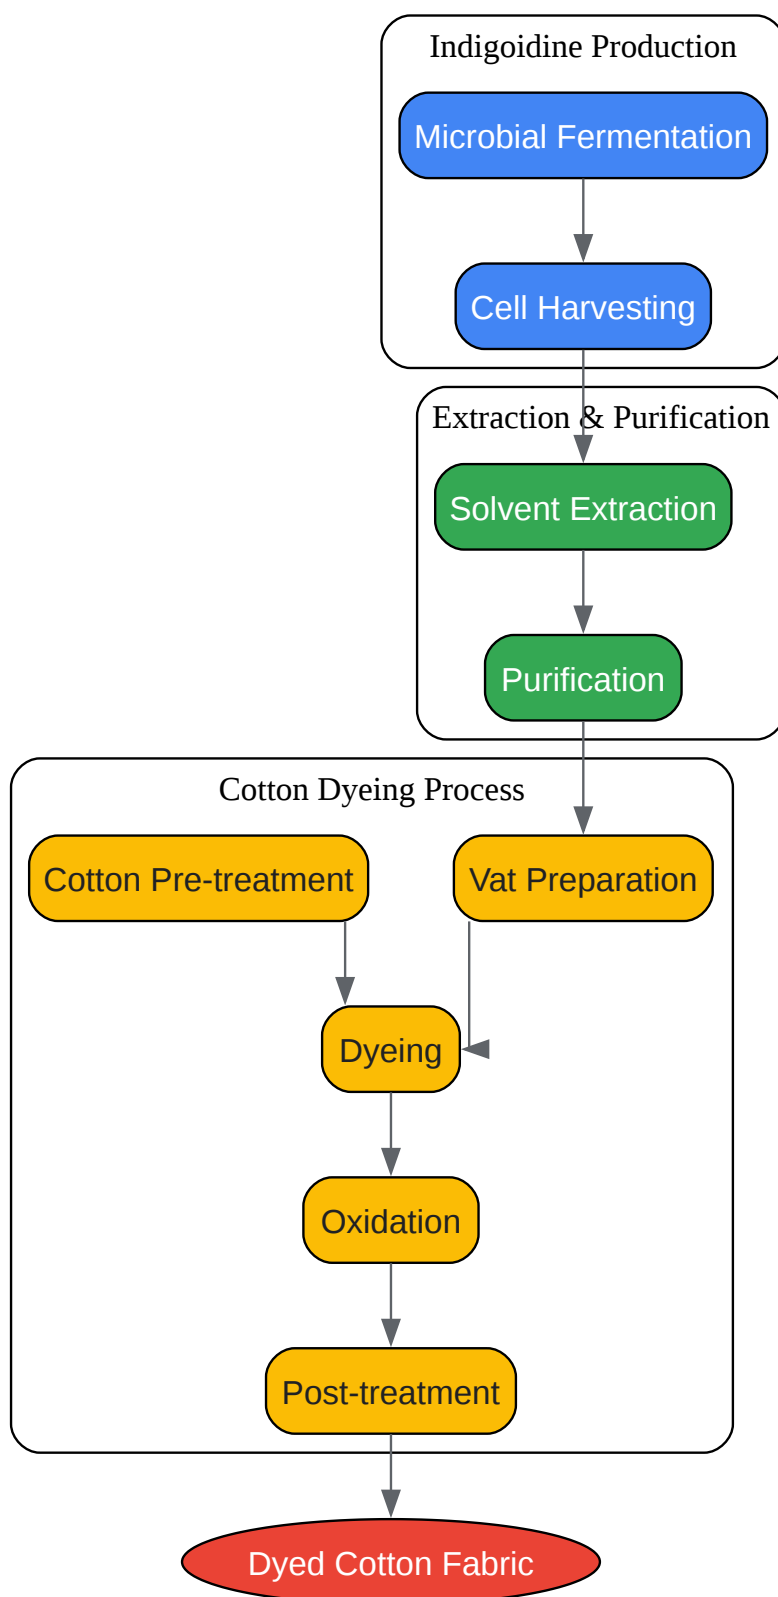 Indigoidine Production
Microbial Fermentation
Cell Harvesting
Extraction & Purification
Solvent Extraction
Purification
Cotton Dyeing Process
Cotton Pre-treatment
Vat Preparation
Dyeing
Oxidation
Post-treatment
Dyed Cotton Fabric